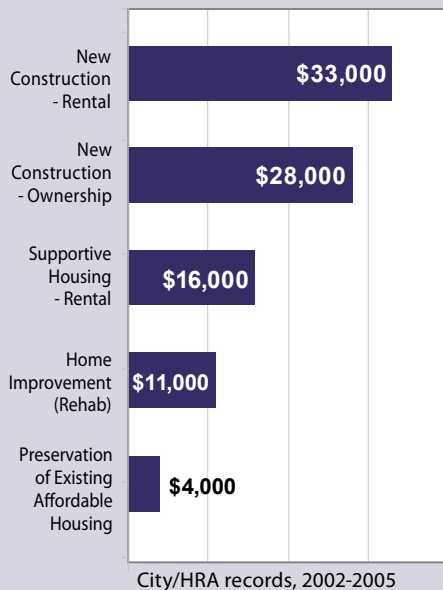 New
Construction
- Rental
$33,000
New
Construction
- Ownership
$28,000
Supportive
Housing
- Rental
$16,000
Home
Improvement
(Rehab)
$11,000
Preservation
of Existing
Affordable
Housing
$4,000
City/HRA records, 2002-2005